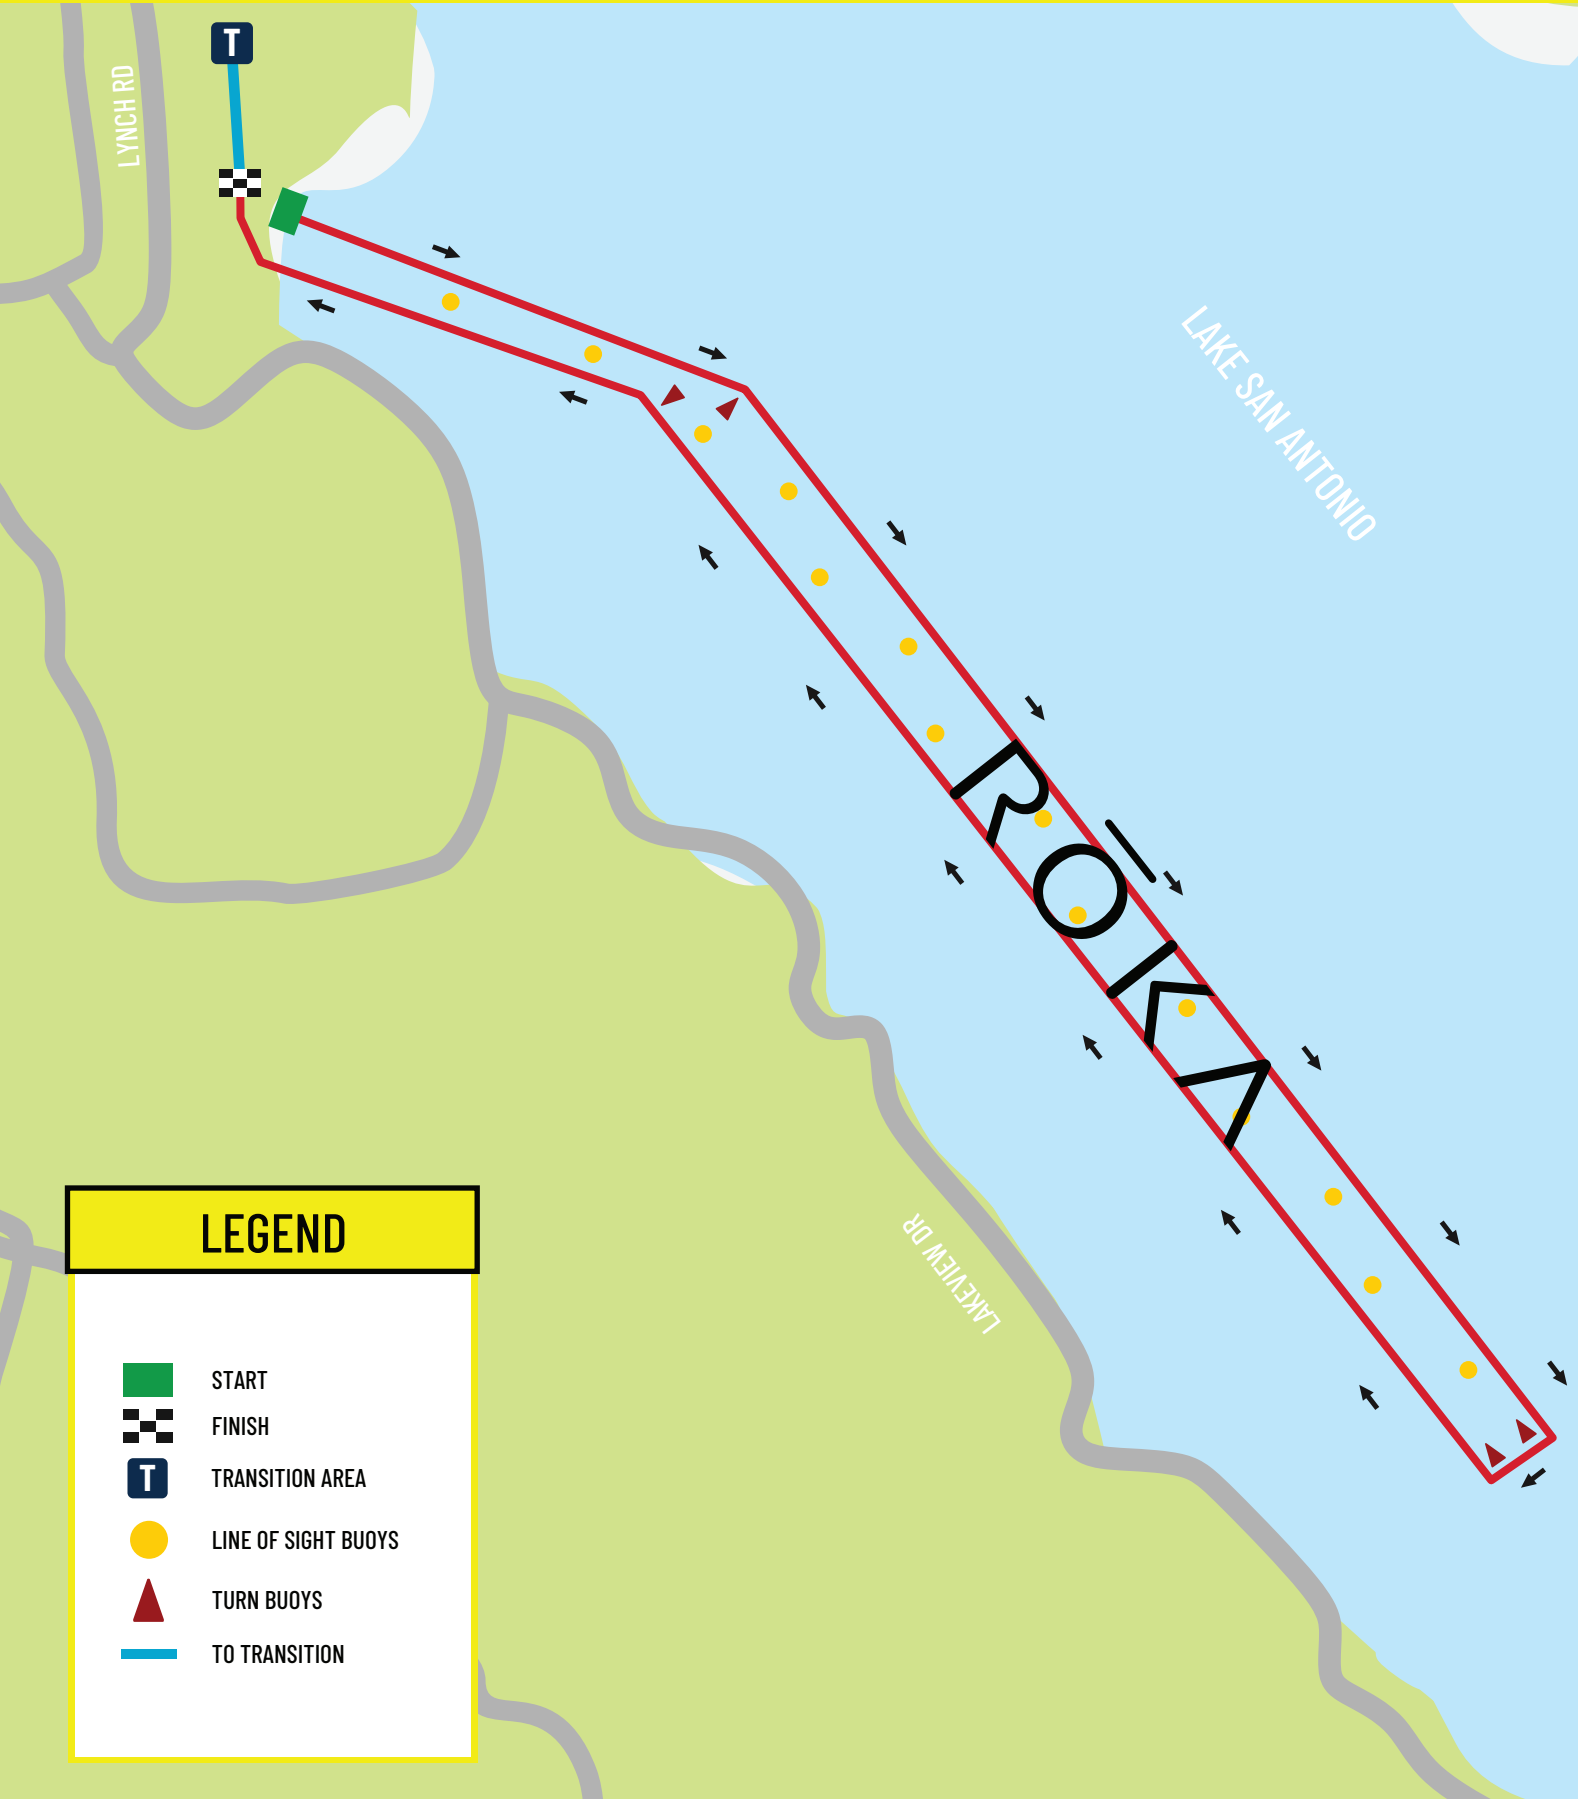 T
LYNCH RD
LAKE SAN ANTONIO
RŌKA
LAKEVIEW DR
LEGEND
START
FINISH
T
TRANSITION AREA
LINE OF SIGHT BUOYS
TURN BUOYS
TO TRANSITION